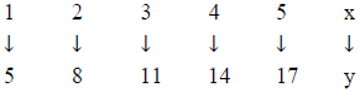 1 2 3 4 5 x
↓ ↓ ↓ ↓ ↓ ↓
5 8 11 14 17 y